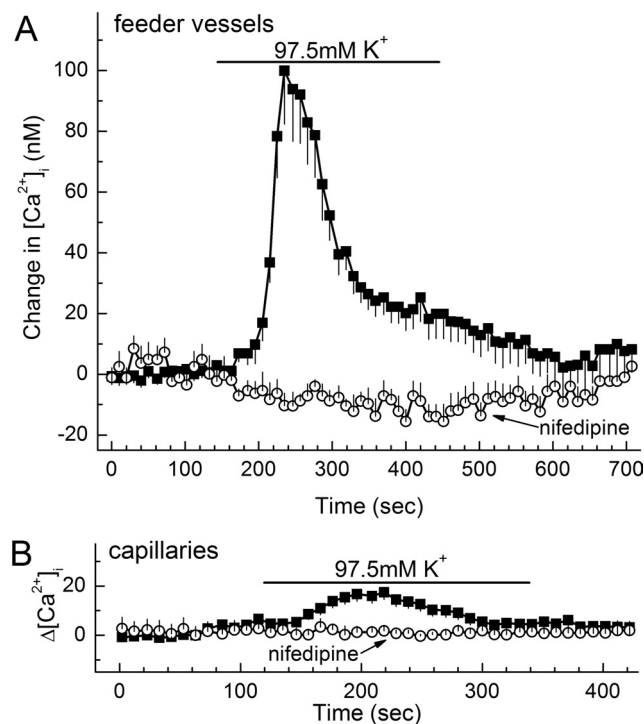 A feeder vessels
97.5mM K⁺
100
80
60
40
20
0
-20
Change in [Ca²⁺]ᵢ (nM)
nifedipine
0 100 200 300 400 500 600 700
Time (sec)
B capillaries
97.5mM K⁺
20
0
Δ[Ca²⁺]ᵢ
nifedipine
0 100 200 300 400
Time (sec)